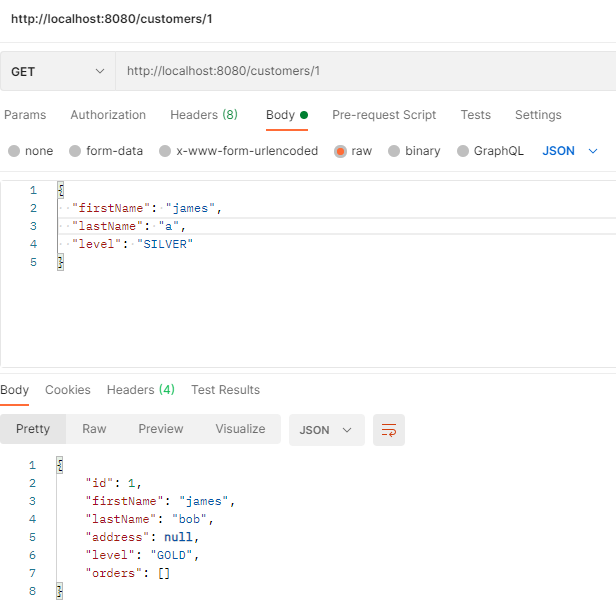 http://localhost:8080/customers/1
GET http://localhost:8080/customers/1
Params Authorization Headers (8) Body Pre-request Script Tests Settings
none form-data x-www-form-urlencoded raw binary GraphQL JSON
1 {
2 "firstName": "james",
3 "lastName": "a",
4 "level": "SILVER"
5 }
Body Cookies Headers (4) Test Results
Pretty Raw Preview Visualize JSON
1 {
2 "id": 1,
3 "firstName": "james",
4 "lastName": "bob",
5 "address": null,
6 "level": "GOLD",
7 "orders": []
8 }